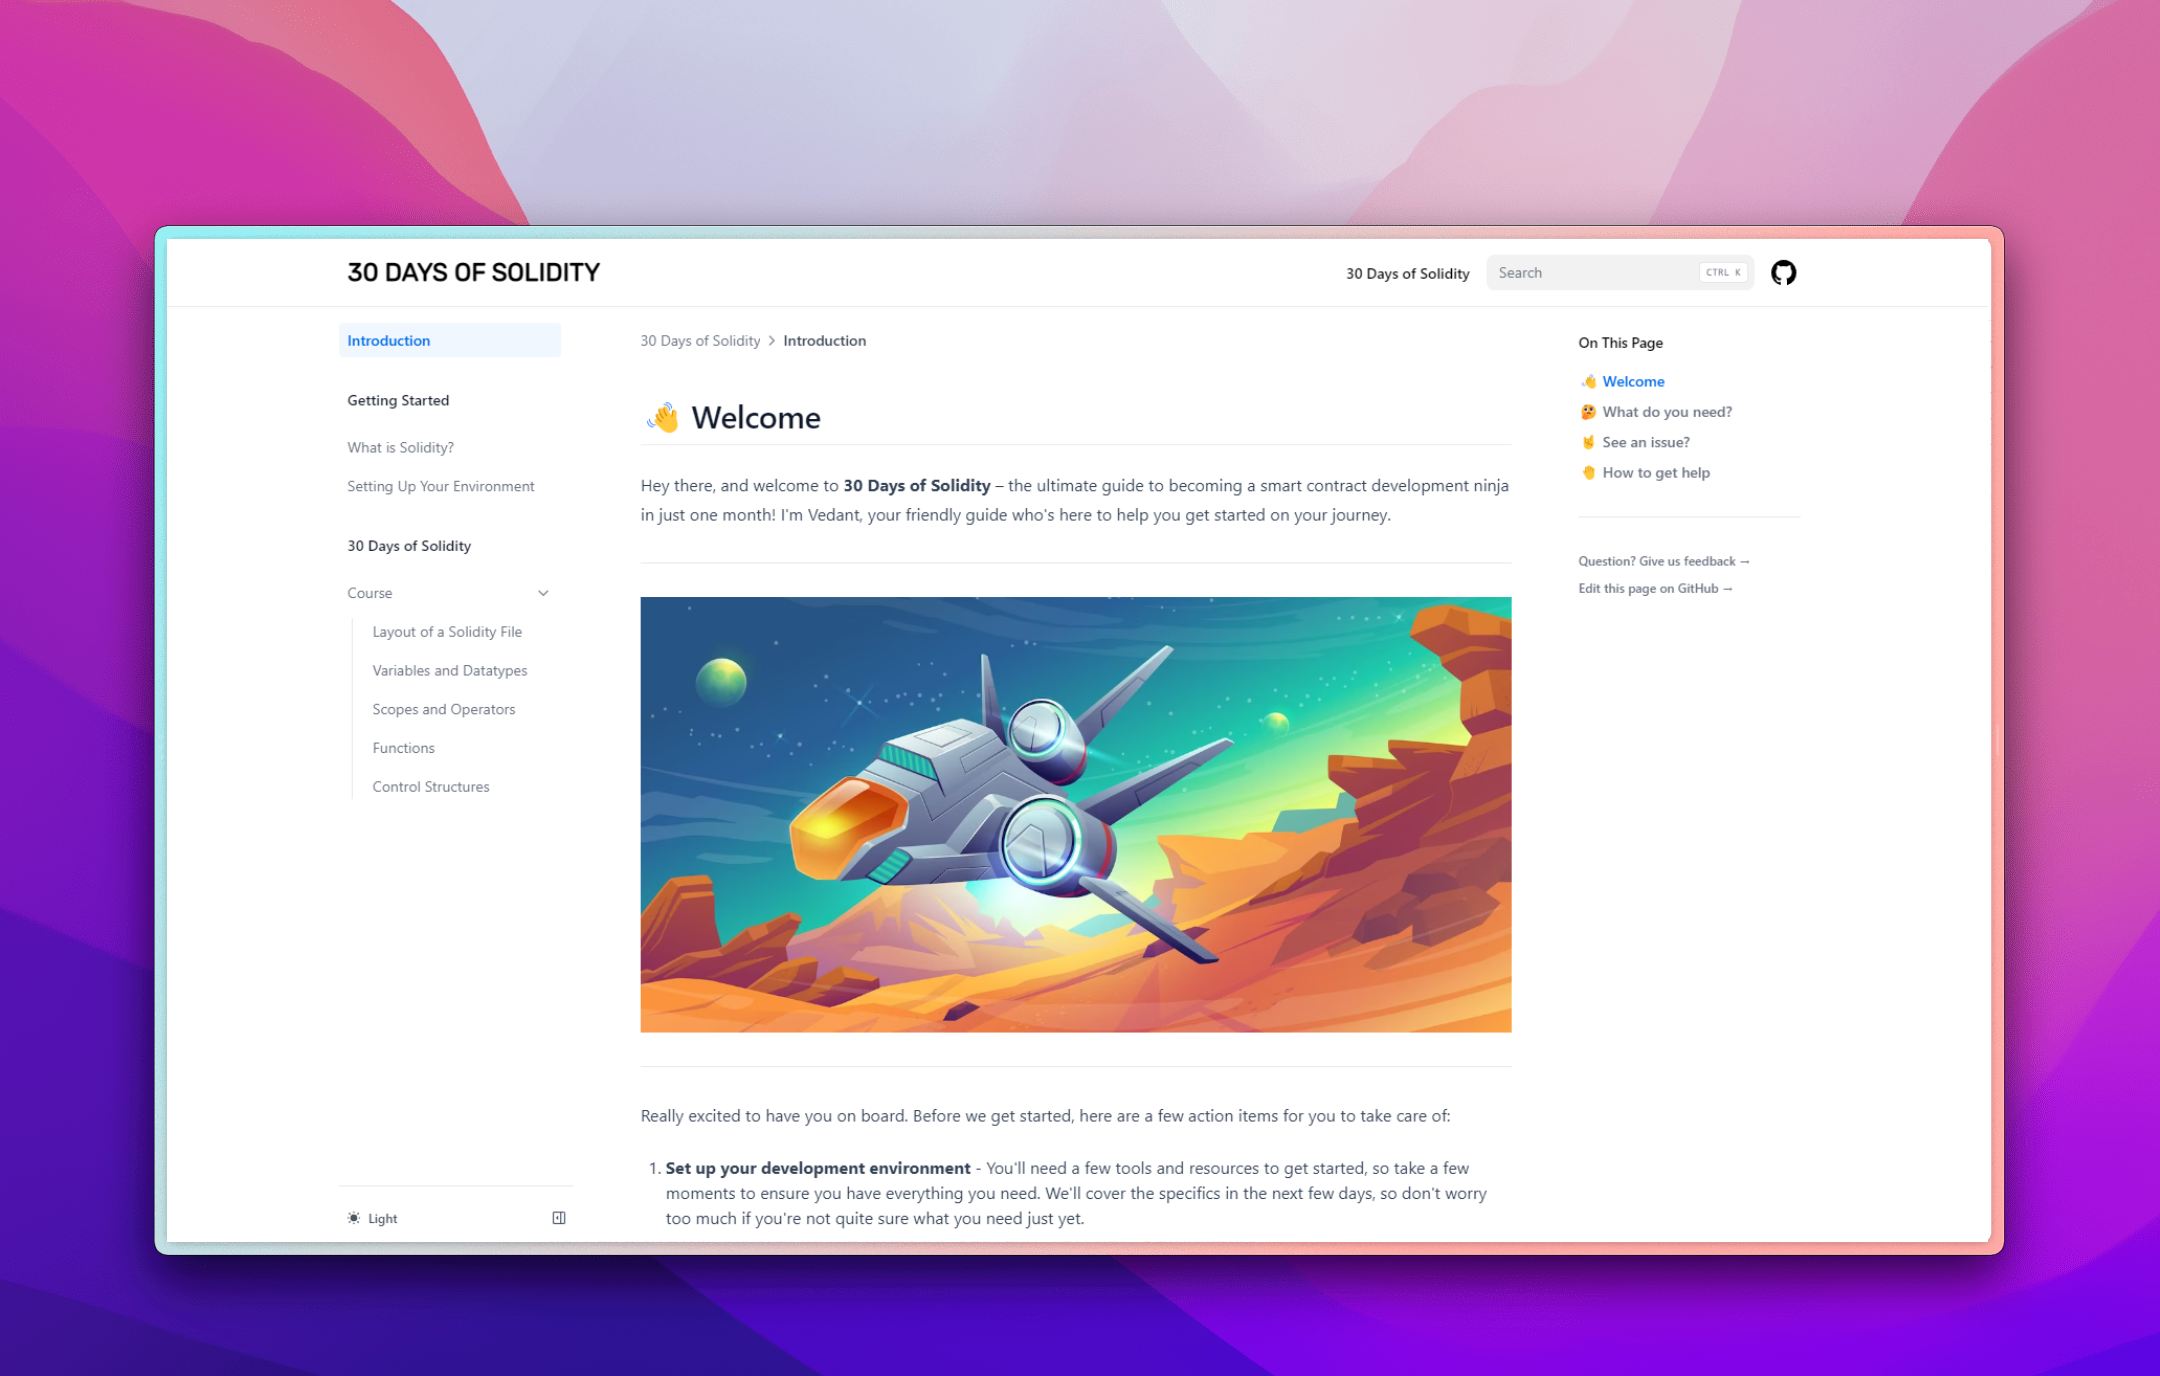 30 DAYS OF SOLIDITY
30 Days of Solidity
Search
CTRL K
Introduction
Getting Started
What is Solidity?
Setting Up Your Environment
30 Days of Solidity
Course
Layout of a Solidity File
Variables and Datatypes
Scopes and Operators
Functions
Control Structures
Light
30 Days of Solidity > Introduction
👋 Welcome
Hey there, and welcome to 30 Days of Solidity – the ultimate guide to becoming a smart contract development ninja
in just one month! I'm Vedant, your friendly guide who's here to help you get started on your journey.
Really excited to have you on board. Before we get started, here are a few action items for you to take care of:
1. Set up your development environment - You'll need a few tools and resources to get started, so take a few
moments to ensure you have everything you need. We'll cover the specifics in the next few days, so don't worry
too much if you're not quite sure what you need just yet.
On This Page
👋 Welcome
🤔 What do you need?
🤘 See an issue?
🤚 How to get help
Question? Give us feedback →
Edit this page on GitHub →